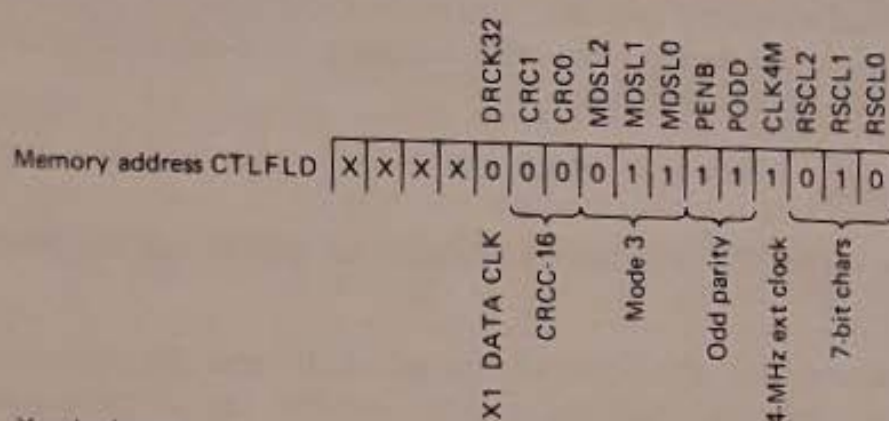 DRCK32
CRC1
CRC0
MDSL2
MDSL1
MDSL0
PENB
PODD
CLK4M
RSCL2
RSCL1
RSCL0
Memory address CTLFLD X X X X 0 0 0 0 1 1 1 1 1 0 1 0
X1 DATA CLK
CRCC-16
Mode 3
Odd parity
4-MHz ext clock
7-bit chars